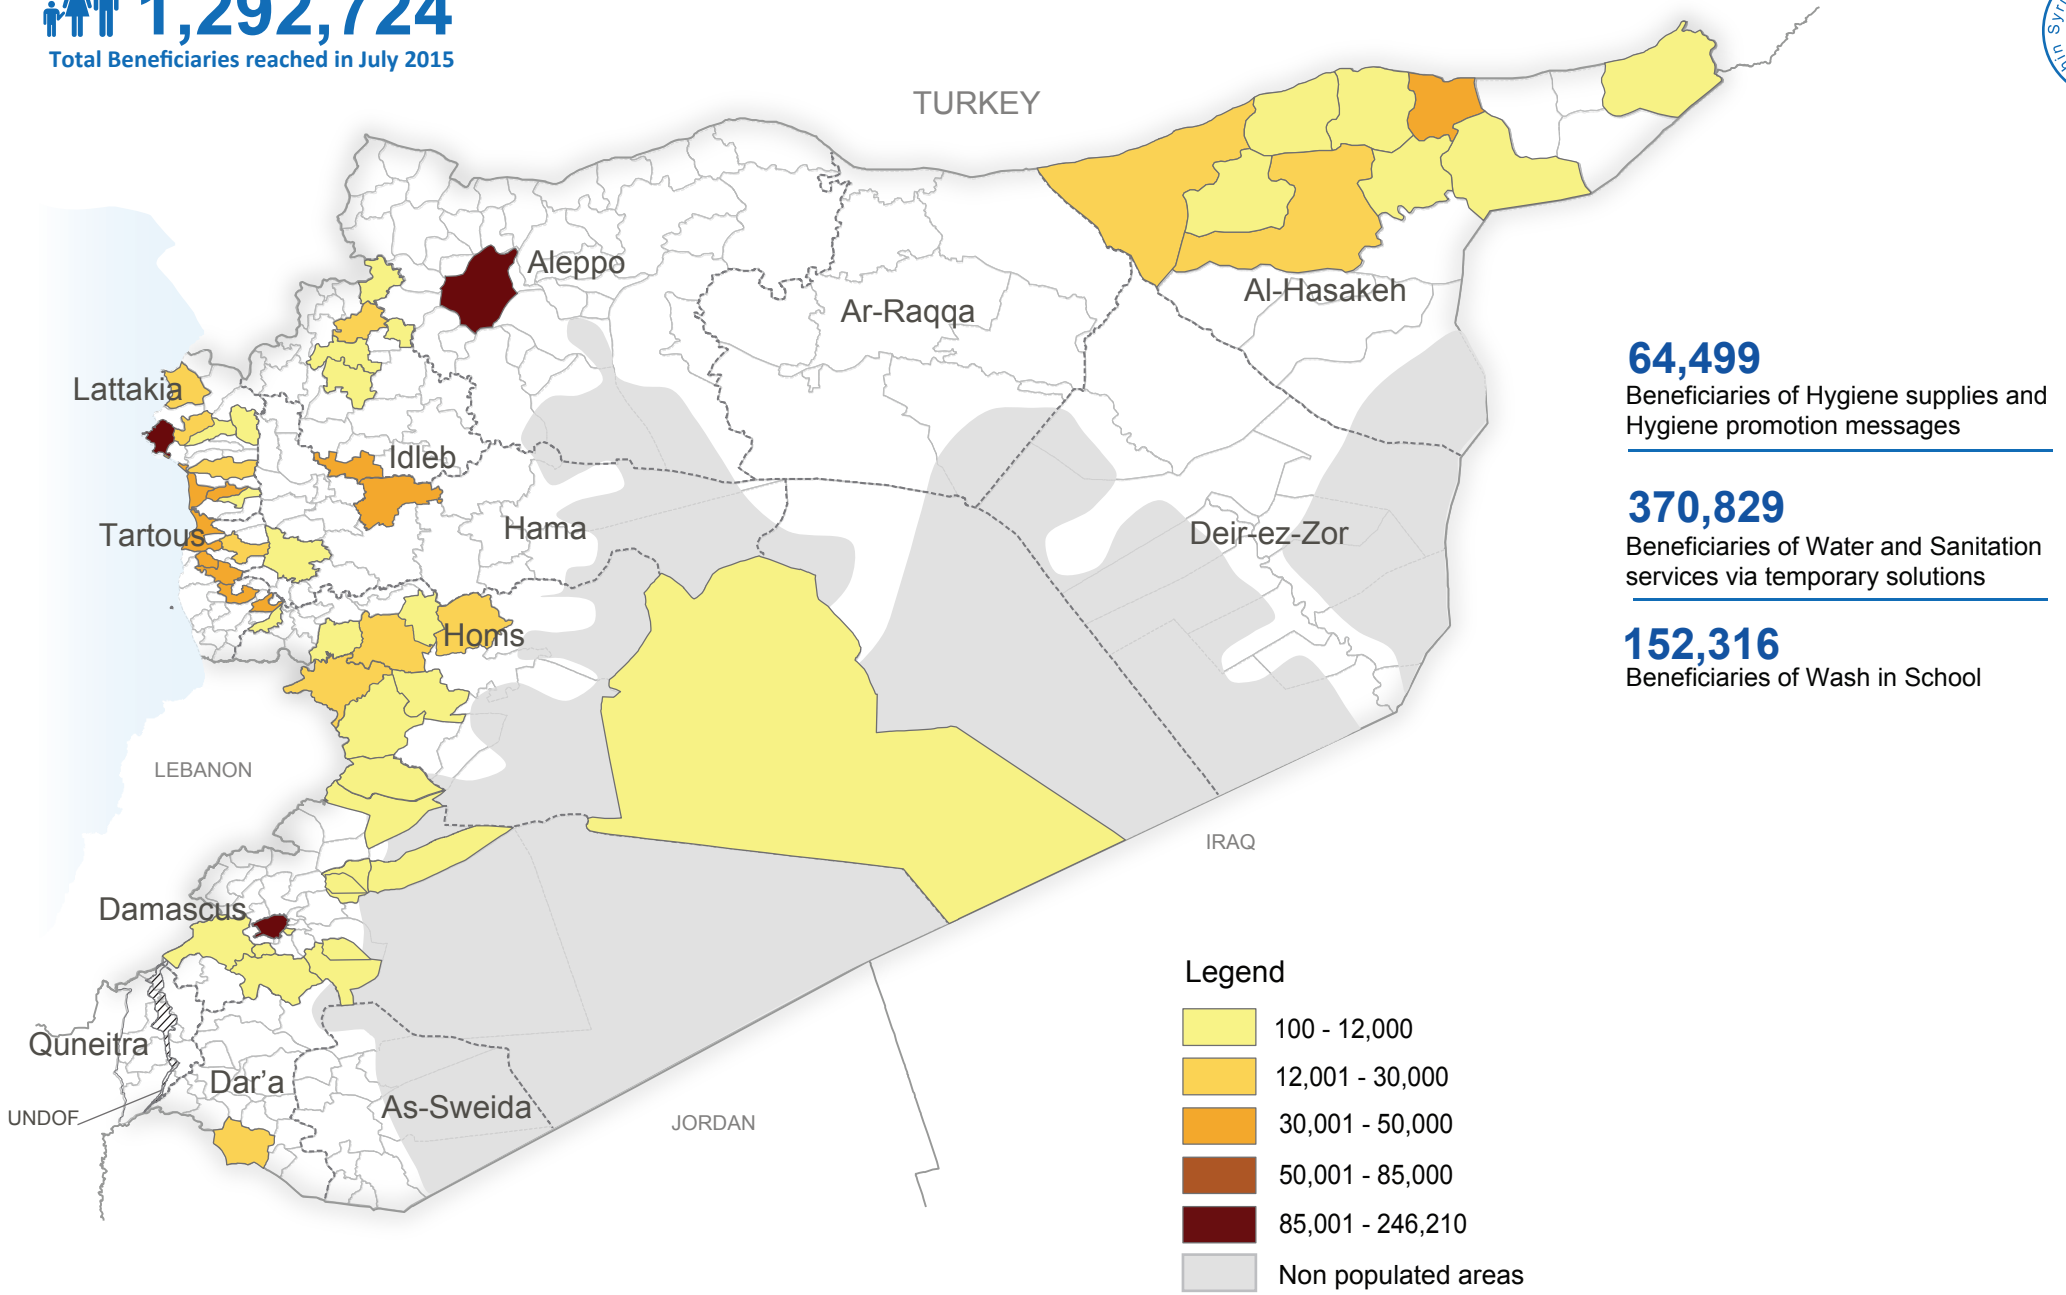 1,292,724
Total Beneficiaries reached in July 2015
TURKEY
Aleppo
Ar-Raqqa
Al-Hasakeh
Lattakia
Idleb
Tartous
Hama
Deir-ez-Zor
Homs
LEBANON
IRAQ
Damascus
Quneitra
Dar'a
UNDOF
As-Sweida
JORDAN
64,499
Beneficiaries of Hygiene supplies and
Hygiene promotion messages
370,829
Beneficiaries of Water and Sanitation
services via temporary solutions
152,316
Beneficiaries of Wash in School
Legend
100 - 12,000
12,001 - 30,000
30,001 - 50,000
50,001 - 85,000
85,001 - 246,210
Non populated areas